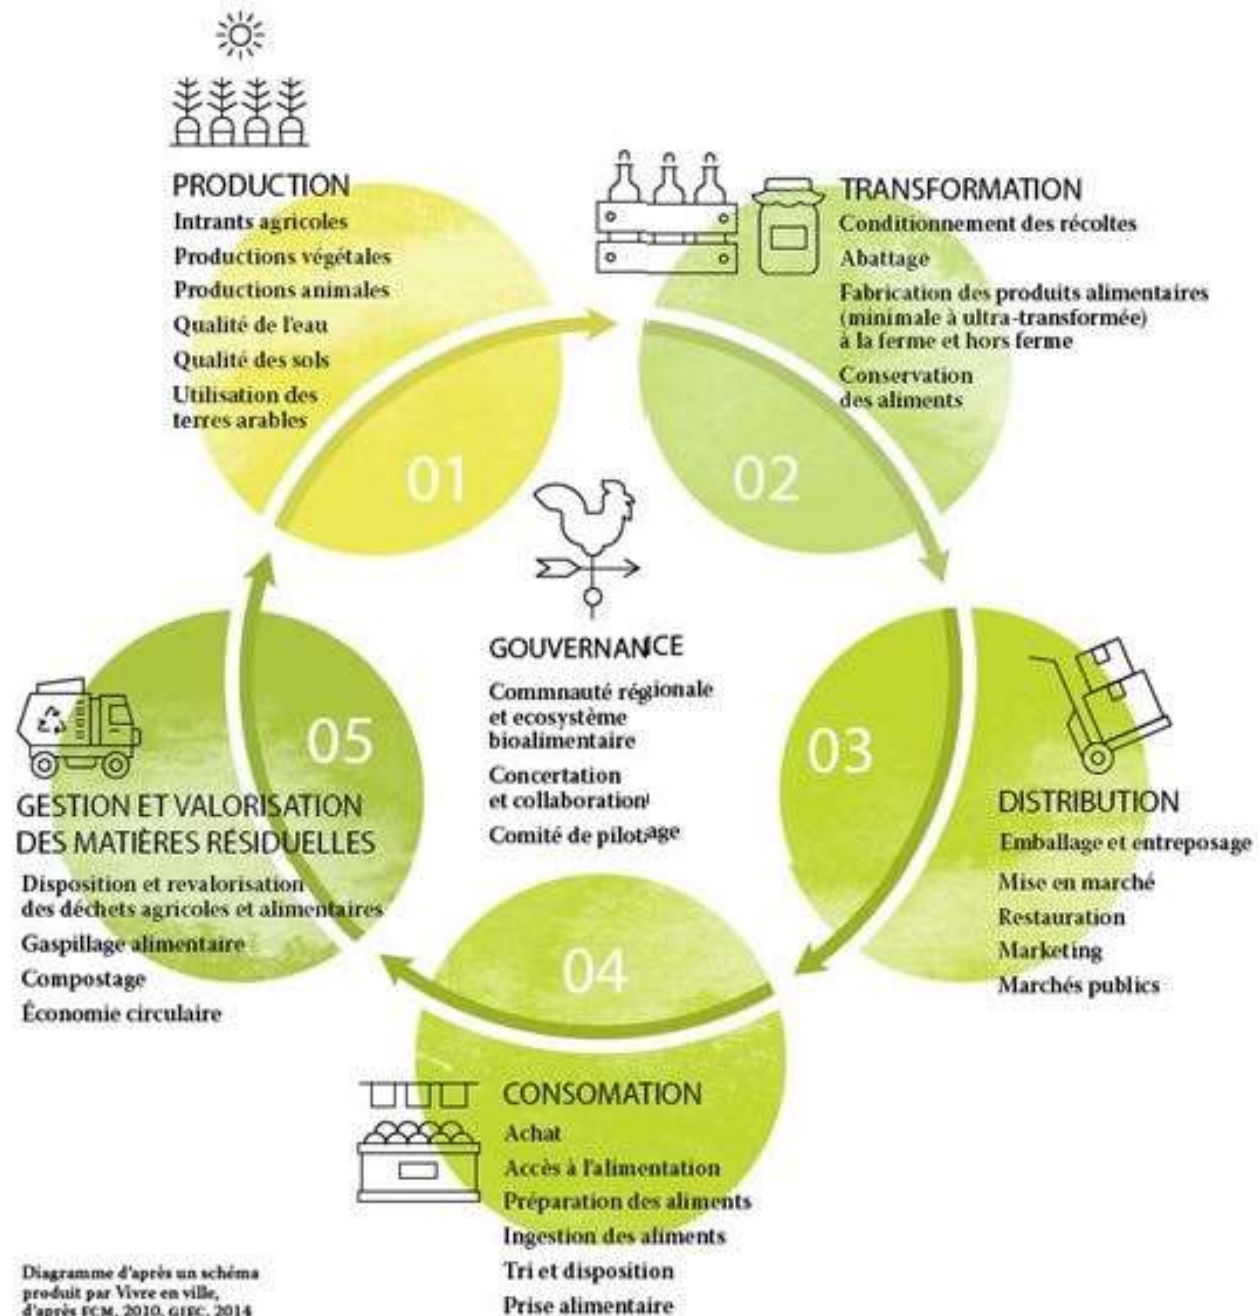 PRODUCTION
Intrants agricoles
Productions végétales
Productions animales
Qualité de l'eau
Qualité des sols
Utilisation des
terres arables
01
TRANSFORMATION
Conditionnement des récoltes
Abattage
Fabrication des produits alimentaires
(minimale à ultra-transformée)
à la ferme et hors ferme
Conservation
des aliments
02
GOUVERNANCE
Commnauté régionale
et ecosystème
bioalimentaire
Concertation
et collaboration
Comité de pilotage
03
DISTRIBUTION
Emballage et entreposage
Mise en marché
Restauration
Marketing
Marchés publics
04
CONSOMATION
Achat
Accès à l'alimentation
Préparation des aliments
Ingestion des aliments
Tri et disposition
Prise alimentaire
05
GESTION ET VALORISATION
DES MATIÈRES RÉSIDUELLES
Disposition et revalorisation
des déchets agricoles et alimentaires
Gaspillage alimentaire
Compostage
Économie circulaire
Diagramme d'après un schéma
produit par Vivre en ville,
d'après FCM, 2010, GIEC, 2014